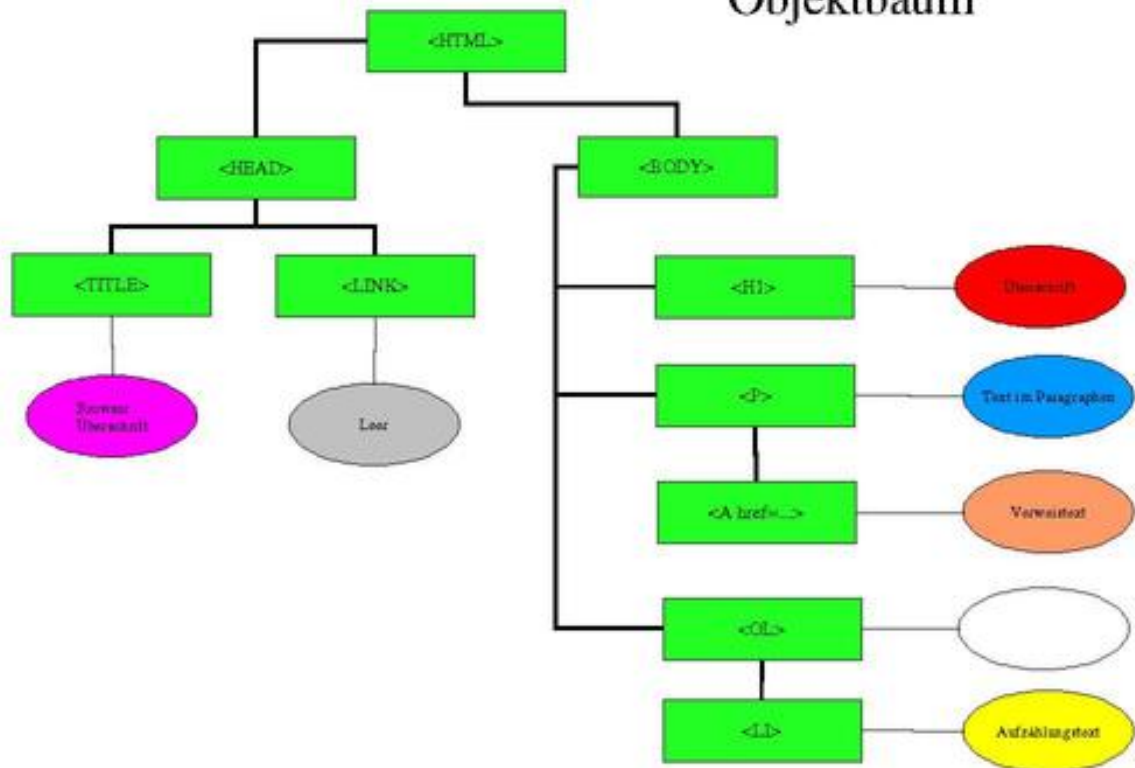 Objektbaum
<HTML>
<HEAD>
<BODY>
<TITLE>
<LINK>
<H1>
Überschrift
<P>
Text im Paragraphen
Browser
Überschrift
Leer
<A href=...>
Verweistext
<OL>
<LI>
Aufzählungstext